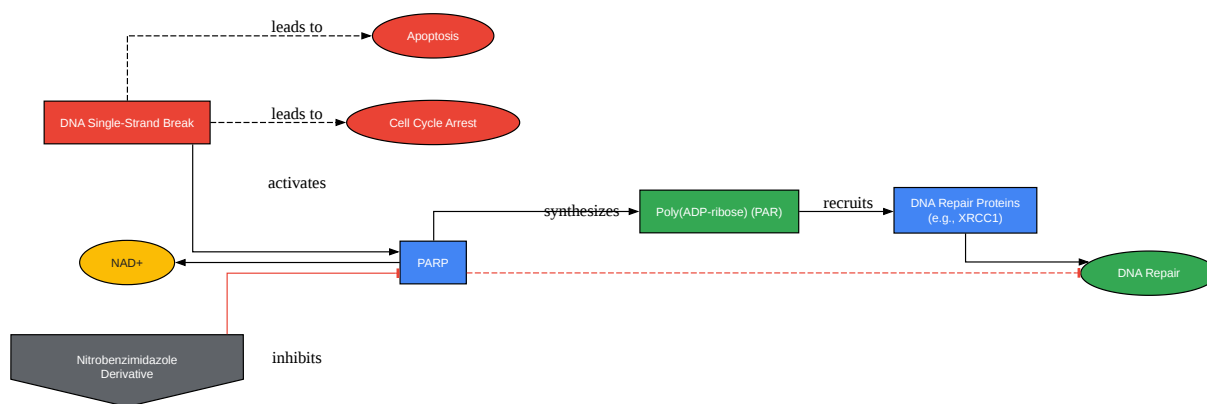 leads to
Apoptosis
DNA Single-Strand Break
leads to
Cell Cycle Arrest
activates
synthesizes
Poly(ADP-ribose) (PAR)
recruits
DNA Repair Proteins
(e.g., XRCC1)
NAD+
PARP
DNA Repair
Nitrobenzimidazole
Derivative
inhibits